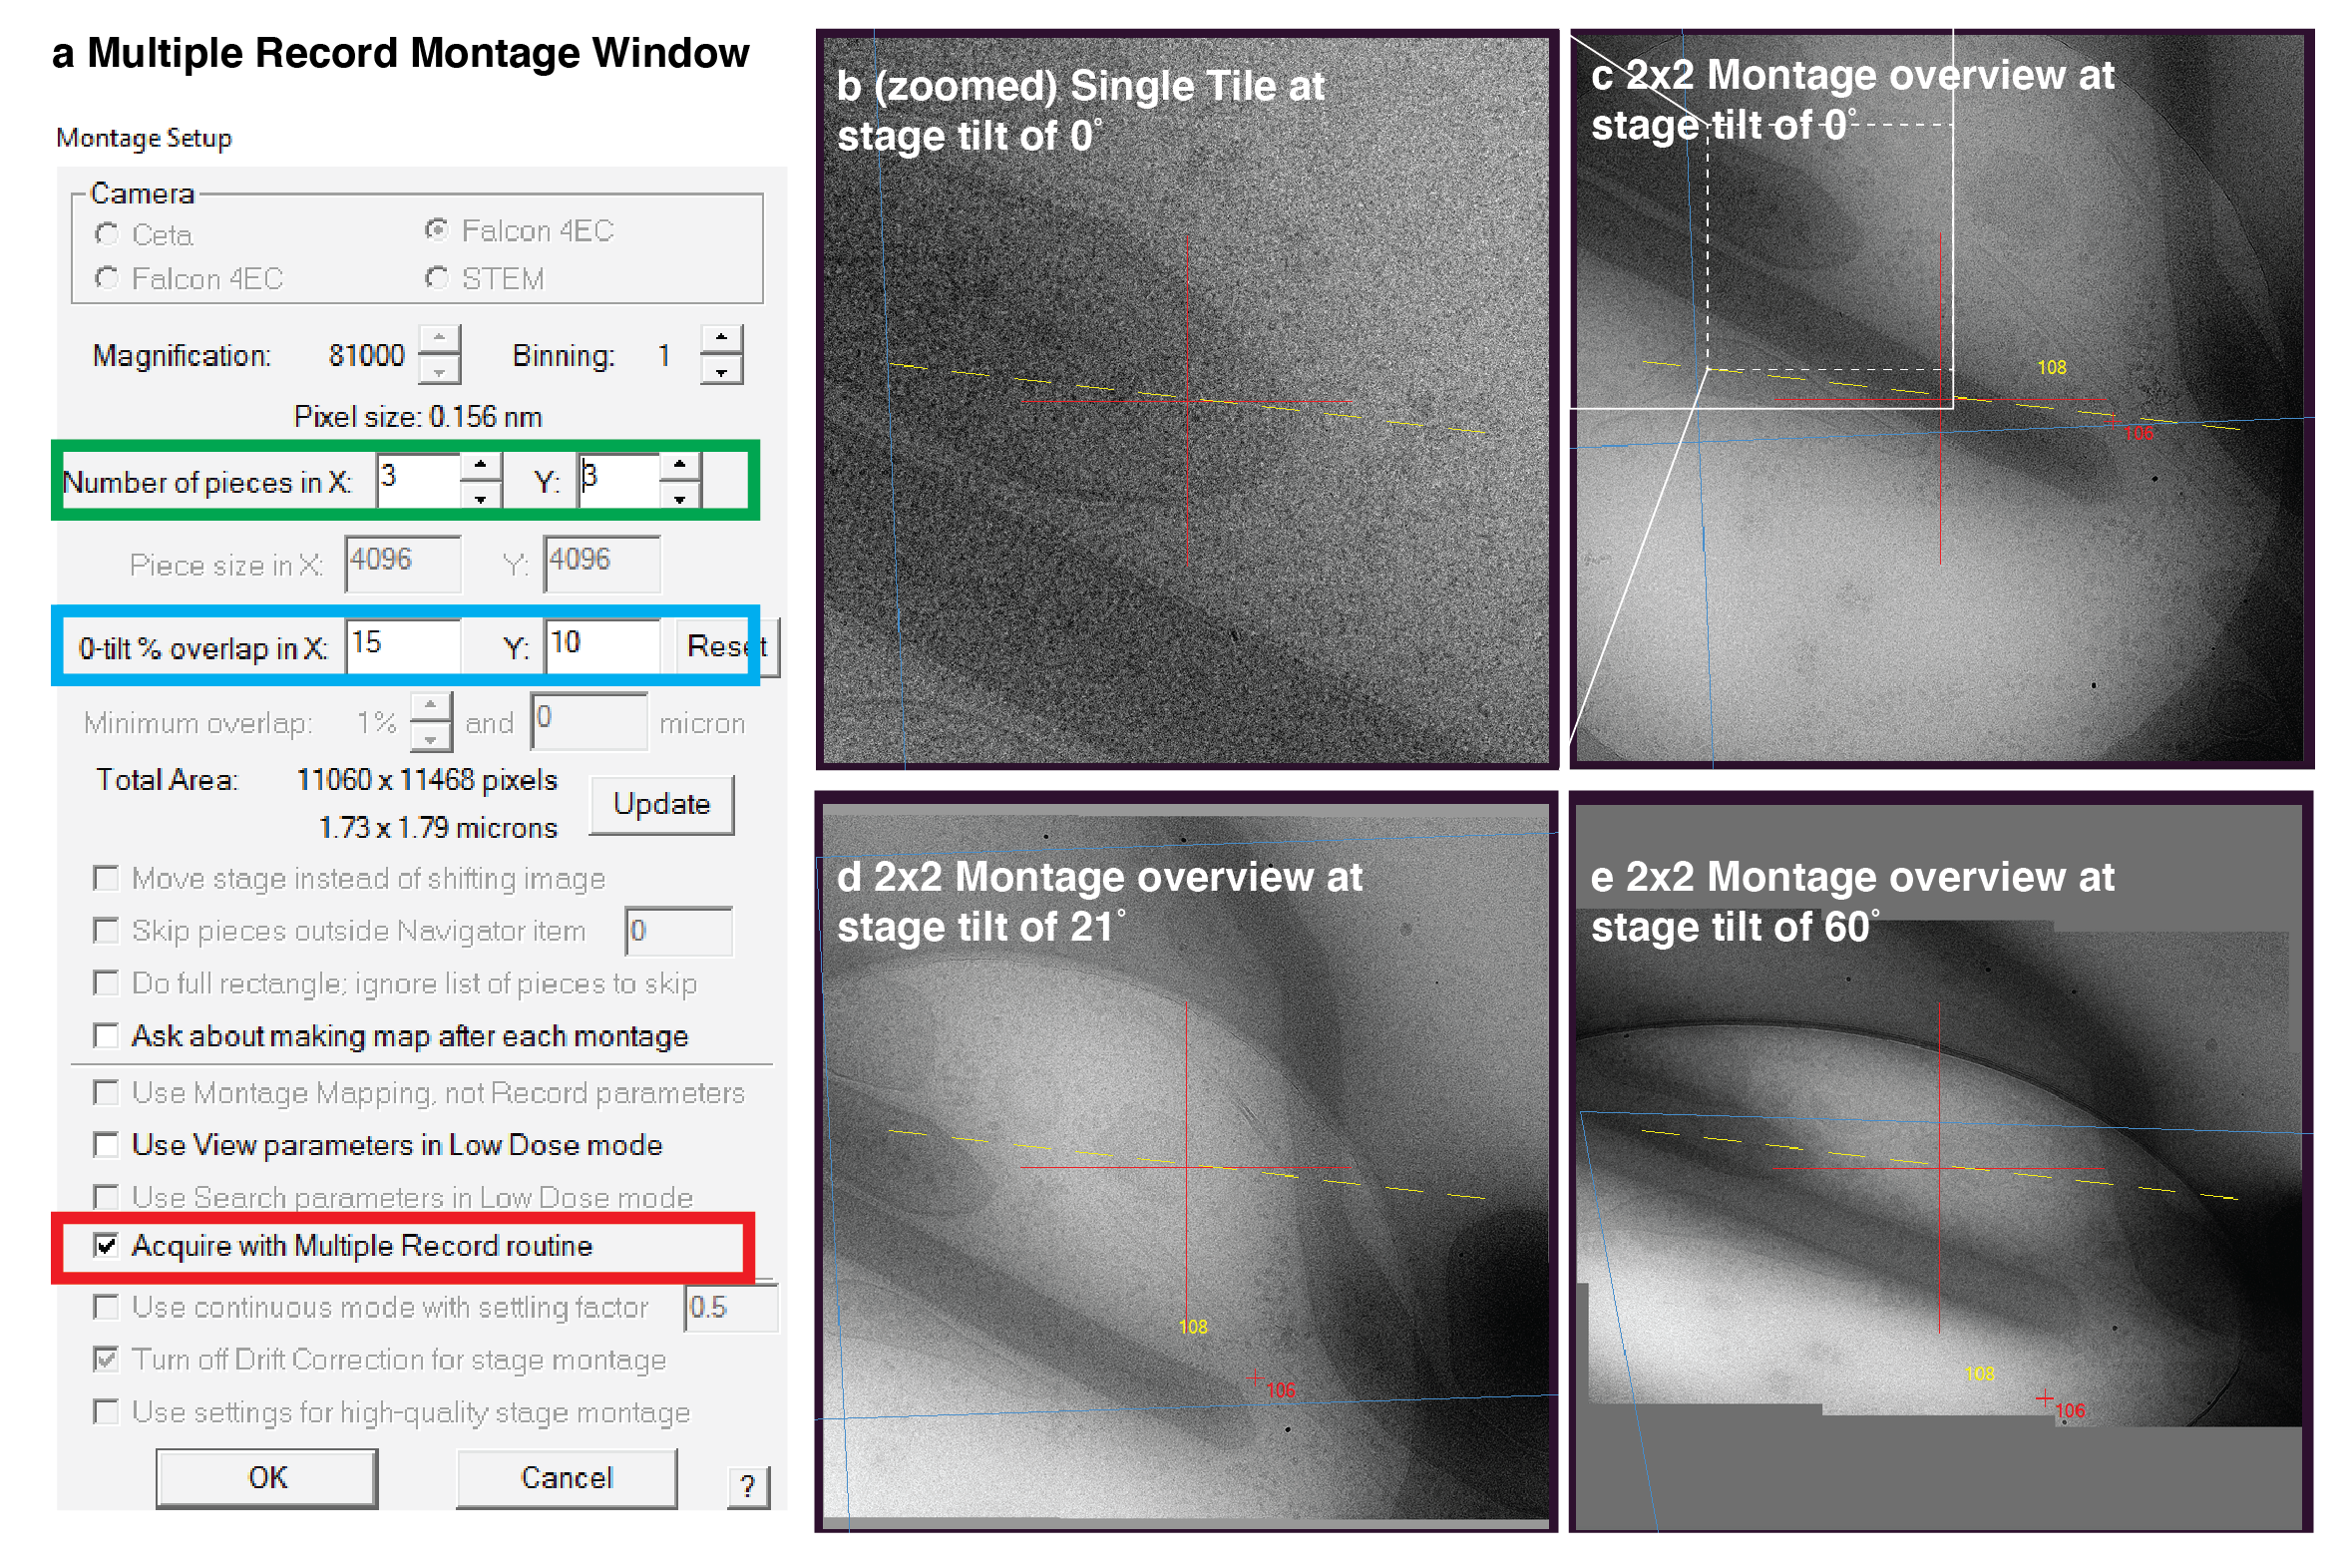 a Multiple Record Montage Window
Montage Setup
Camera
Ceta
Falcon 4EC
Falcon 4EC
STEM
Magnification: 81000 Binning: 1
Pixel size: 0.156 nm
Number of pieces in X: 3 Y: 3
Piece size in X: 4096 Y: 4096
0-tilt % overlap in X: 15 Y: 10 Reset
Minimum overlap: 1% and 0 micron
Total Area: 11060 x 11468 pixels
1.73 x 1.79 microns
Update
Move stage instead of shifting image
Skip pieces outside Navigator item 0
Do full rectangle; ignore list of pieces to skip
Ask about making map after each montage
Use Montage Mapping, not Record parameters
Use View parameters in Low Dose mode
Use Search parameters in Low Dose mode
Acquire with Multiple Record routine
Use continuous mode with settling factor 0.5
Turn off Drift Correction for stage montage
Use settings for high-quality stage montage
OK Cancel ?
b (zoomed) Single Tile at
stage tilt of 0°
c 2x2 Montage overview at
stage tilt of 0°
108
106
d 2x2 Montage overview at
stage tilt of 21°
108
106
e 2x2 Montage overview at
stage tilt of 60°
108
106